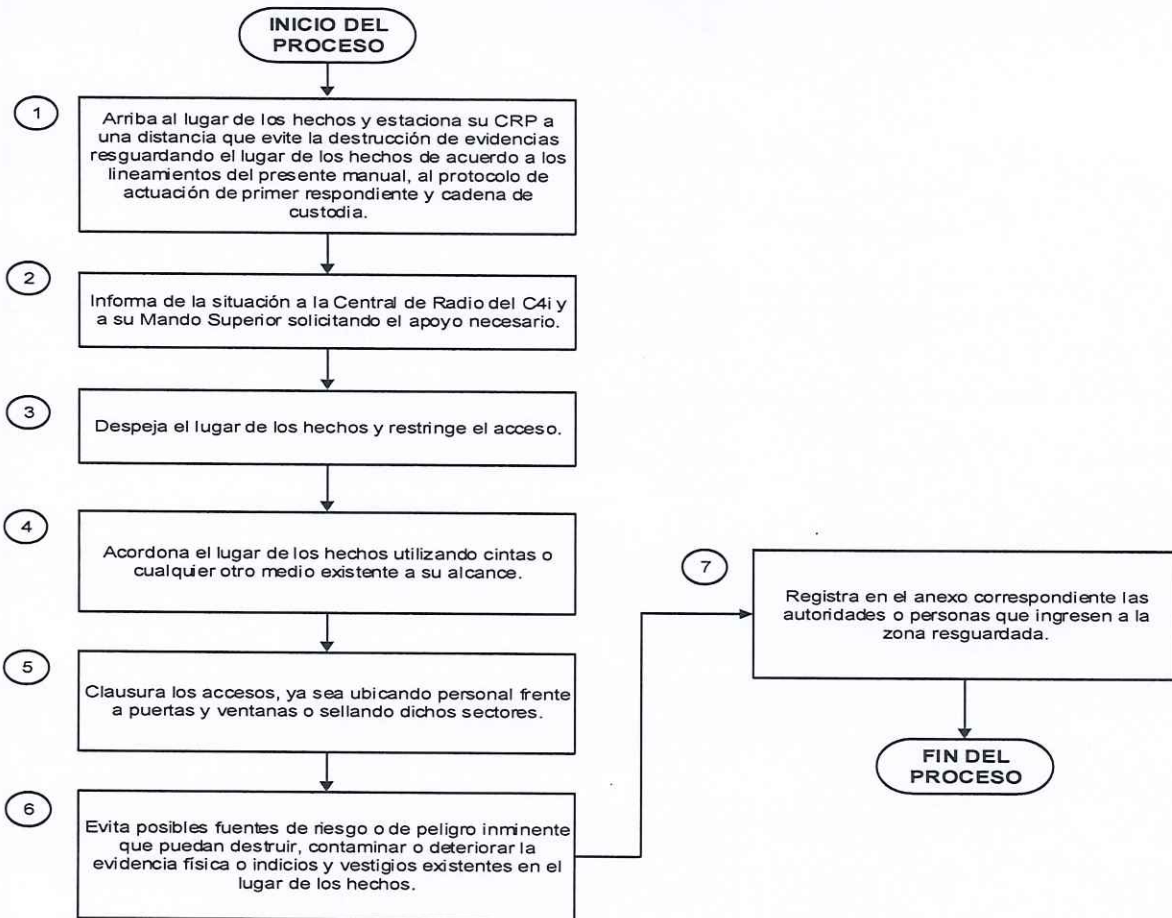 INICIO DEL
PROCESO
1
Arriba al lugar de los hechos y estaciona su CRP a
una distancia que evite la destrucción de evidencias
resguardando el lugar de los hechos de acuerdo a los
lineamientos del presente manual, al protocolo de
actuación de primer respondiente y cadena de
custodia.
2
Informa de la situación a la Central de Radio del C4i y
a su Mando Superior solicitando el apoyo necesario.
3
Despeja el lugar de los hechos y restringe el acceso.
4
Acordona el lugar de los hechos utilizando cintas o
cualquier otro medio existente a su alcance.
5
Clausura los accesos, ya sea ubicando personal frente
a puertas y ventanas o sellando dichos sectores.
6
Evita posibles fuentes de riesgo o de peligro inminente
que puedan destruir, contaminar o deteriorar la
evidencia física o indicios y vestigios existentes en el
lugar de los hechos.
7
Registra en el anexo correspondiente las
autoridades o personas que ingresen a la
zona resguardada.
FIN DEL
PROCESO